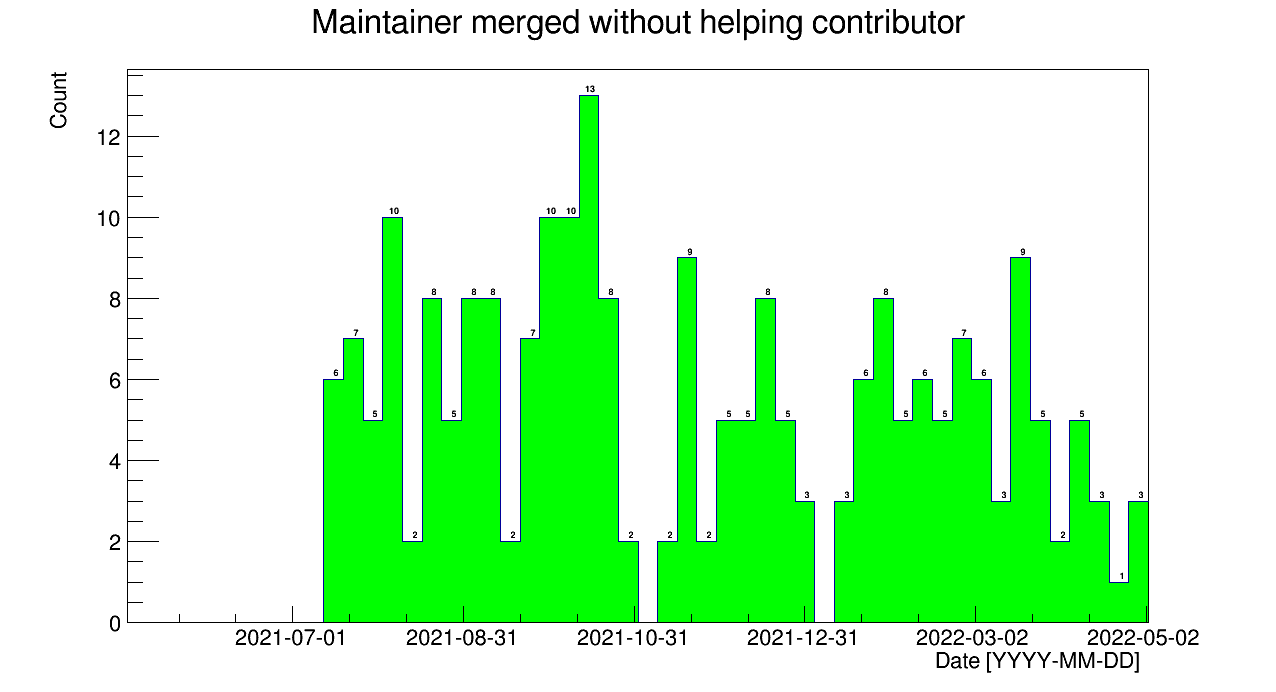 Maintainer merged without helping contributor
Count
13
12
10 10 10
10
9 9
8 8 8 8 8 8
8
7 7 7
6 6 6 6
6
5 5 5 5 5 5 5 5 5
4
3 3 3 3 3
2 2 2 2 2 2
2
1
0
2021-07-01 2021-08-31 2021-10-31 2021-12-31 2022-03-02 2022-05-02
Date [YYYY-MM-DD]